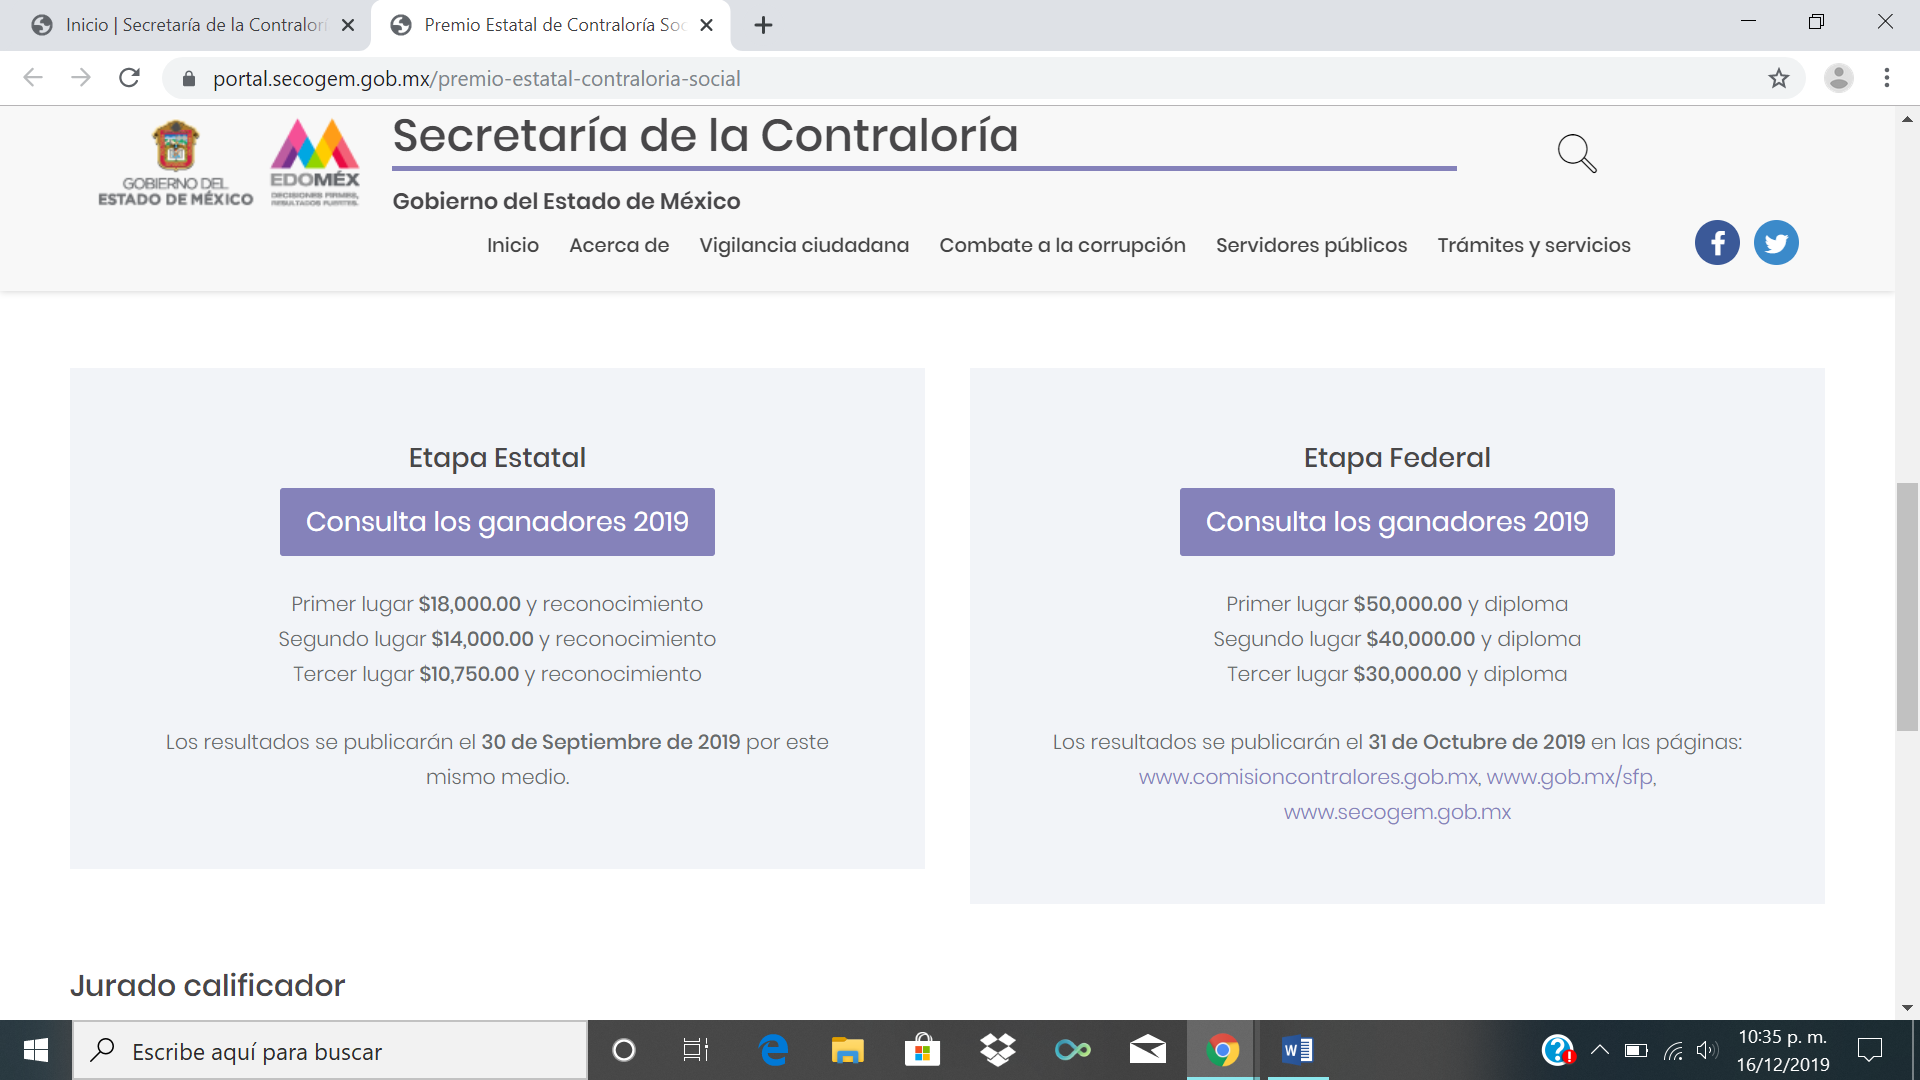 Inicio | Secretaría de la Contralorí
Premio Estatal de Contraloría Soc
portal.secogem.gob.mx/premio-estatal-contraloria-social
GOBIERNO DEL
ESTADO DE MÉXICO
EDOMÉX
DECISIONES FIRMES,
RESULTADOS FUERTES.
Secretaría de la Contraloría
Gobierno del Estado de México
Inicio Acerca de Vigilancia ciudadana Combate a la corrupción Servidores públicos Trámites y servicios
Etapa Estatal
Consulta los ganadores 2019
Primer lugar $18,000.00 y reconocimiento
Segundo lugar $14,000.00 y reconocimiento
Tercer lugar $10,750.00 y reconocimiento
Los resultados se publicarán el 30 de Septiembre de 2019 por este
mismo medio.
Etapa Federal
Consulta los ganadores 2019
Primer lugar $50,000.00 y diploma
Segundo lugar $40,000.00 y diploma
Tercer lugar $30,000.00 y diploma
Los resultados se publicarán el 31 de Octubre de 2019 en las páginas:
www.comisioncontralores.gob.mx, www.gob.mx/sfp,
www.secogem.gob.mx
Jurado calificador
Escribe aquí para buscar
10:35 p. m.
16/12/2019